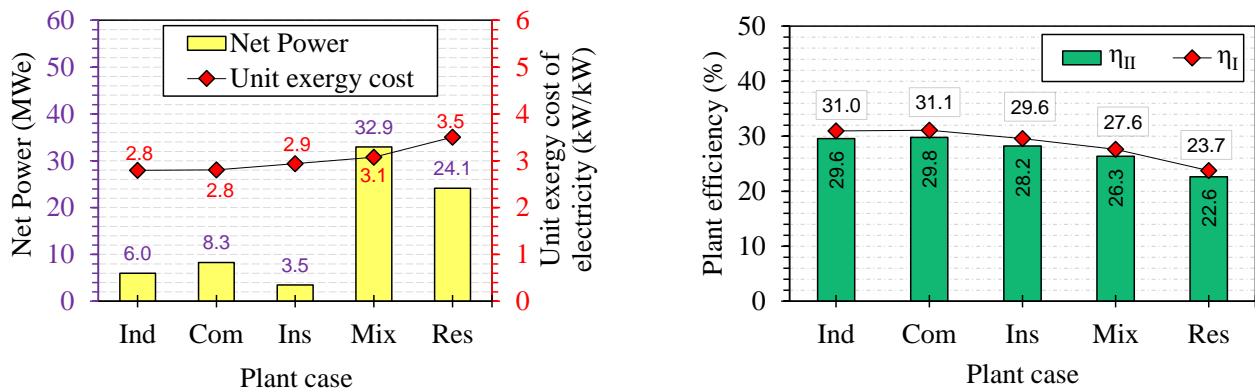 Net Power (MWe)
60
50
40
30
20
10
0
Net Power
Unit exergy cost
2.8
2.8
2.9
3.1
3.5
6.0
8.3
3.5
32.9
24.1
Ind Com Ins Mix Res
Plant case
6
5
4
3
2
1
0
Unit exergy cost of
electricity (kW/kW)
Plant efficiency (%)
50
40
30
20
10
0
η_II η_I
31.0 31.1 29.6 27.6 23.7
29.6 29.8 28.2 26.3 22.6
Ind Com Ins Mix Res
Plant case